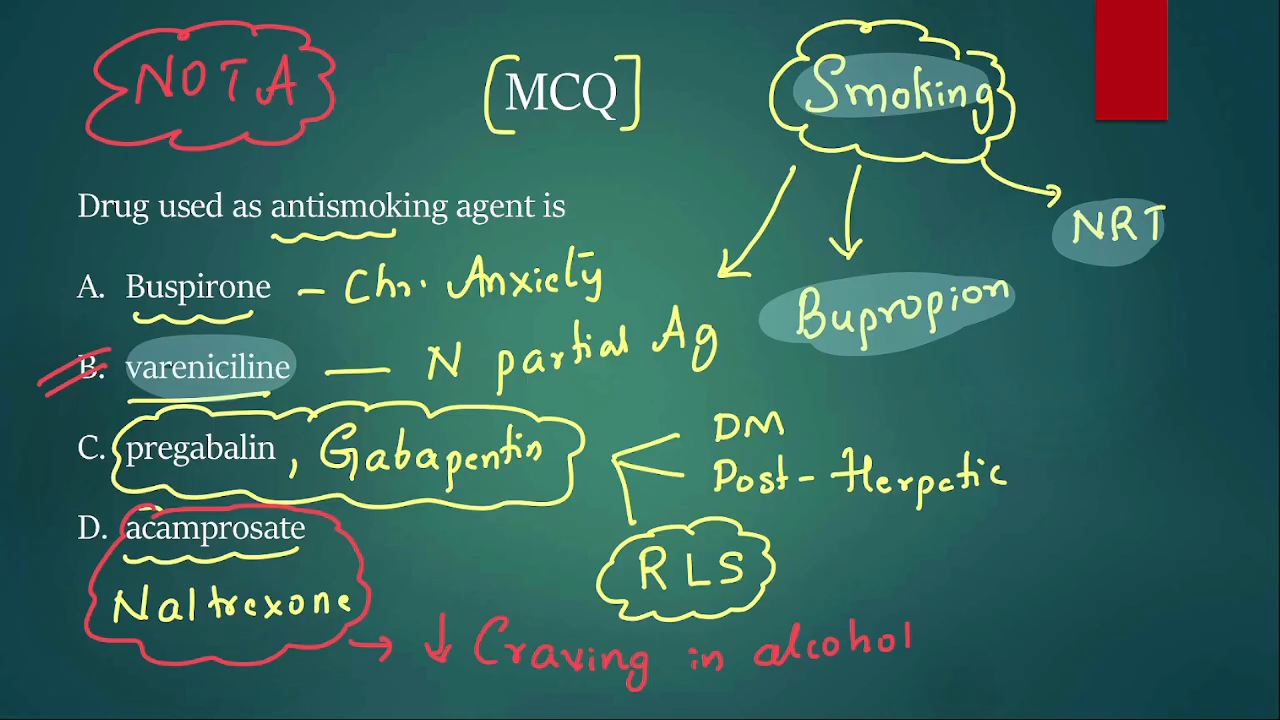 NOTA
[MCQ]
Smoking
NRT
Bupropion
Drug used as antismoking agent is
A. Buspirone – Chr. Anxiety
B. vareniciline — N partial Ag
C. pregabalin, Gabapentin
DM
Post-Herpetic
RLS
D. acamprosate
Naltrexone → ↓ Craving in alcohol